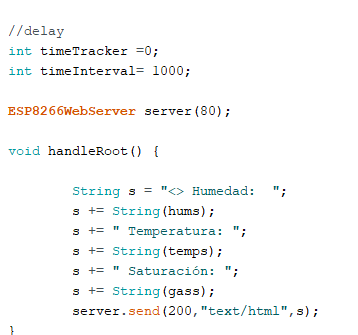 //delay
int timeTracker =0;
int timeInterval= 1000;
ESP8266WebServer server(80);
void handleRoot() {
String s = "<> Humedad:  ";
s += String(hums);
s += " Temperatura: ";
s += String(temps);
s += " Saturación: ";
s += String(gass);
server.send(200,"text/html",s);
}